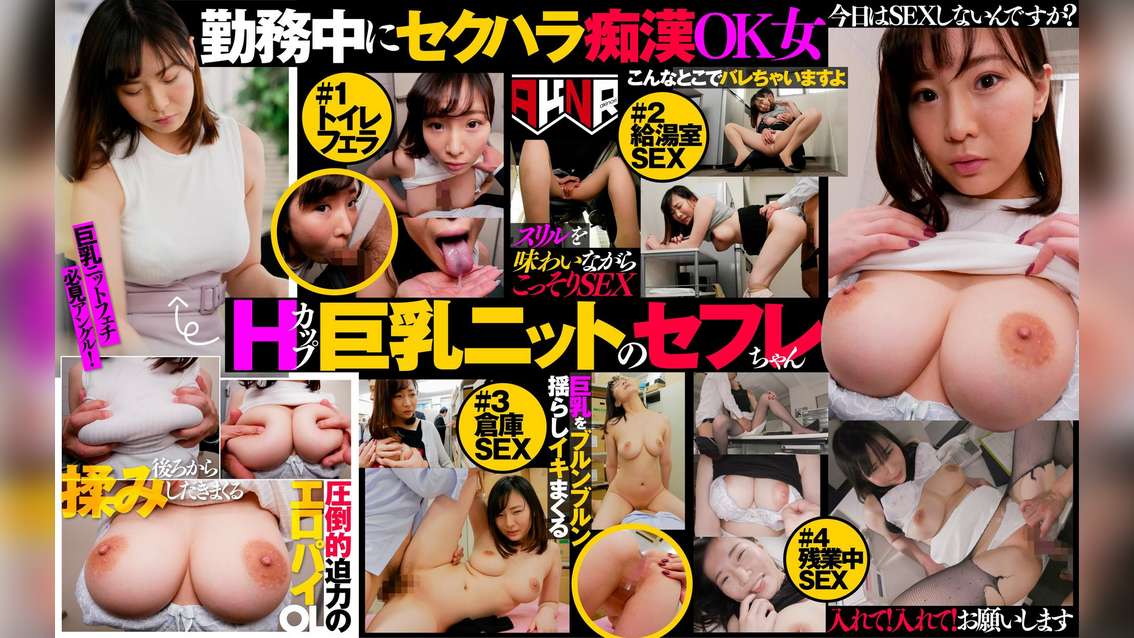 勤務中にセクハラ痴漢OK女
今日はSEXしないんですか?
#1
トイレ
フェラ
AHNR
こんなとこでバレちゃいますよ
#2
給湯室
SEX
スリルを
味わいながら
こっそりSEX
巨乳ニットフェチ
必見アングル!
Hカップ巨乳ニットのセフレちゃん
#3
倉庫
SEX
巨乳をブルンブルン
揺らしイキまくる
揉み
後ろから
しだきまくる
圧倒的迫力の
エロパイOL
#4
残業中
SEX
入れて!入れて!お願いします